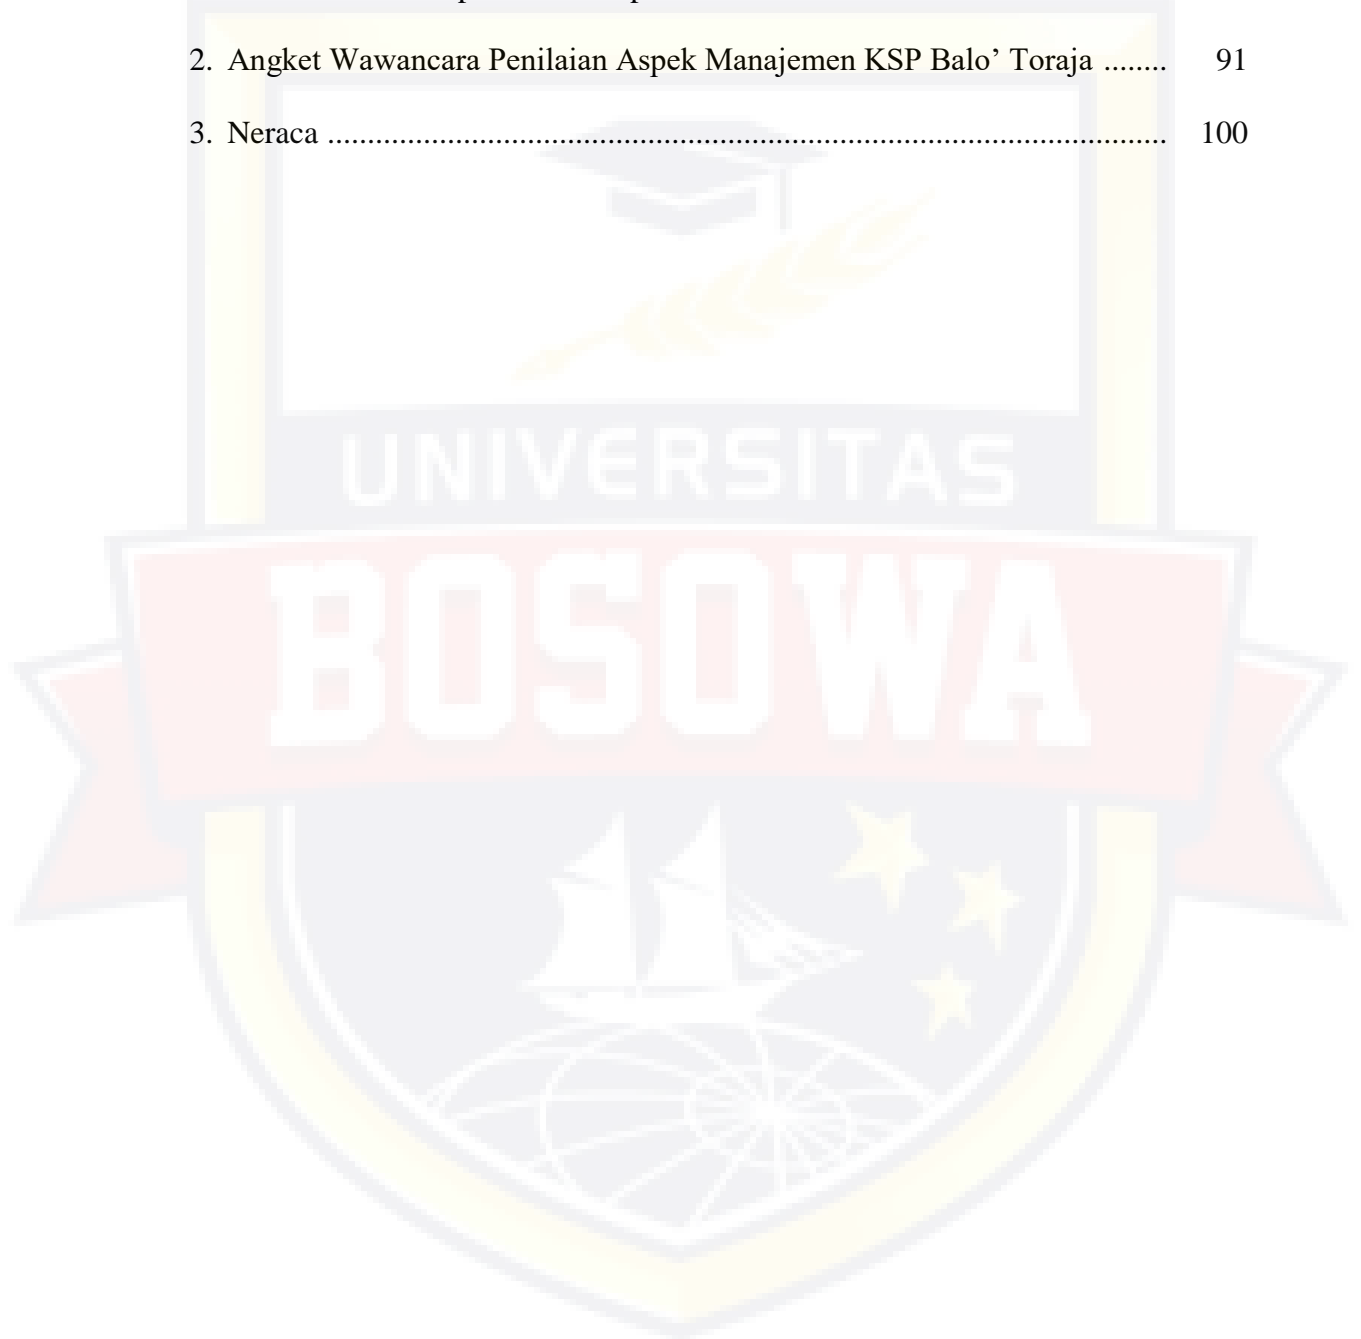 2. Angket Wawancara Penilaian Aspek Manajemen KSP Balo’ Toraja ........ 91
3. Neraca ........................................................................................................ 100
UNIVERSITAS
BOSOWA